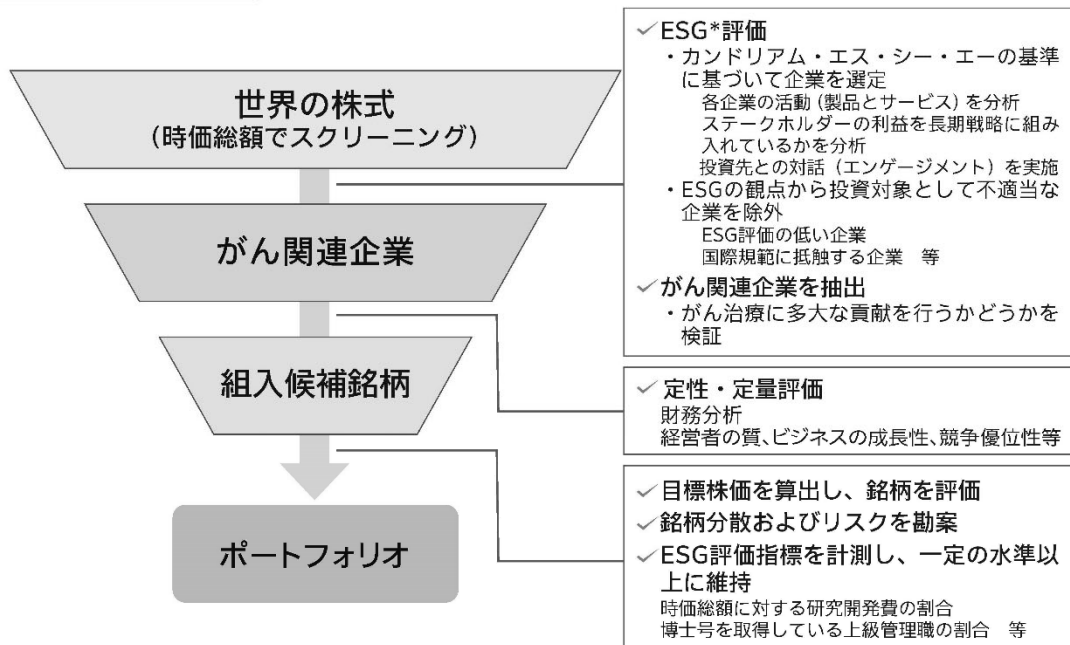 世界の株式
(時価総額でスクリーニング)
がん関連企業
組入候補銘柄
ポートフォリオ
✓ESG*評価
・カンドリアム・エス・シー・エーの基準
に基づいて企業を選定
各企業の活動(製品とサービス)を分析
ステークホルダーの利益を長期戦略に組み
入れているかを分析
投資先との対話(エンゲージメント)を実施
・ESGの観点から投資対象として不適当な
企業を除外
ESG評価の低い企業
国際規範に抵触する企業 等
✓がん関連企業を抽出
・がん治療に多大な貢献を行うかどうかを
検証
✓定性・定量評価
財務分析
経営者の質、ビジネスの成長性、競争優位性等
✓目標株価を算出し、銘柄を評価
✓銘柄分散およびリスクを勘案
✓ESG評価指標を計測し、一定の水準以
上に維持
時価総額に対する研究開発費の割合
博士号を取得している上級管理職の割合 等